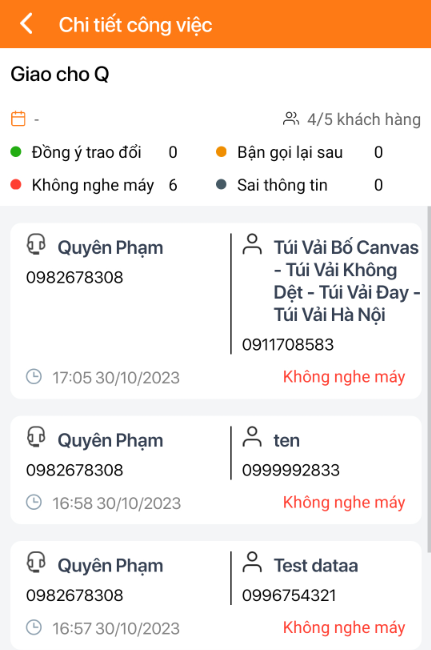 Chi tiết công việc
Giao cho Q
-
4/5 khách hàng
Đồng ý trao đổi 0
Bận gọi lại sau 0
Không nghe máy 6
Sai thông tin 0
Quyên Phạm
0982678308
Túi Vải Bố Canvas
- Túi Vải Không
Dệt - Túi Vải Đay -
Túi Vải Hà Nội
0911708583
17:05 30/10/2023
Không nghe máy
Quyên Phạm
0982678308
ten
0999992833
16:58 30/10/2023
Không nghe máy
Quyên Phạm
0982678308
Test dataa
0996754321
16:57 30/10/2023
Không nghe máy